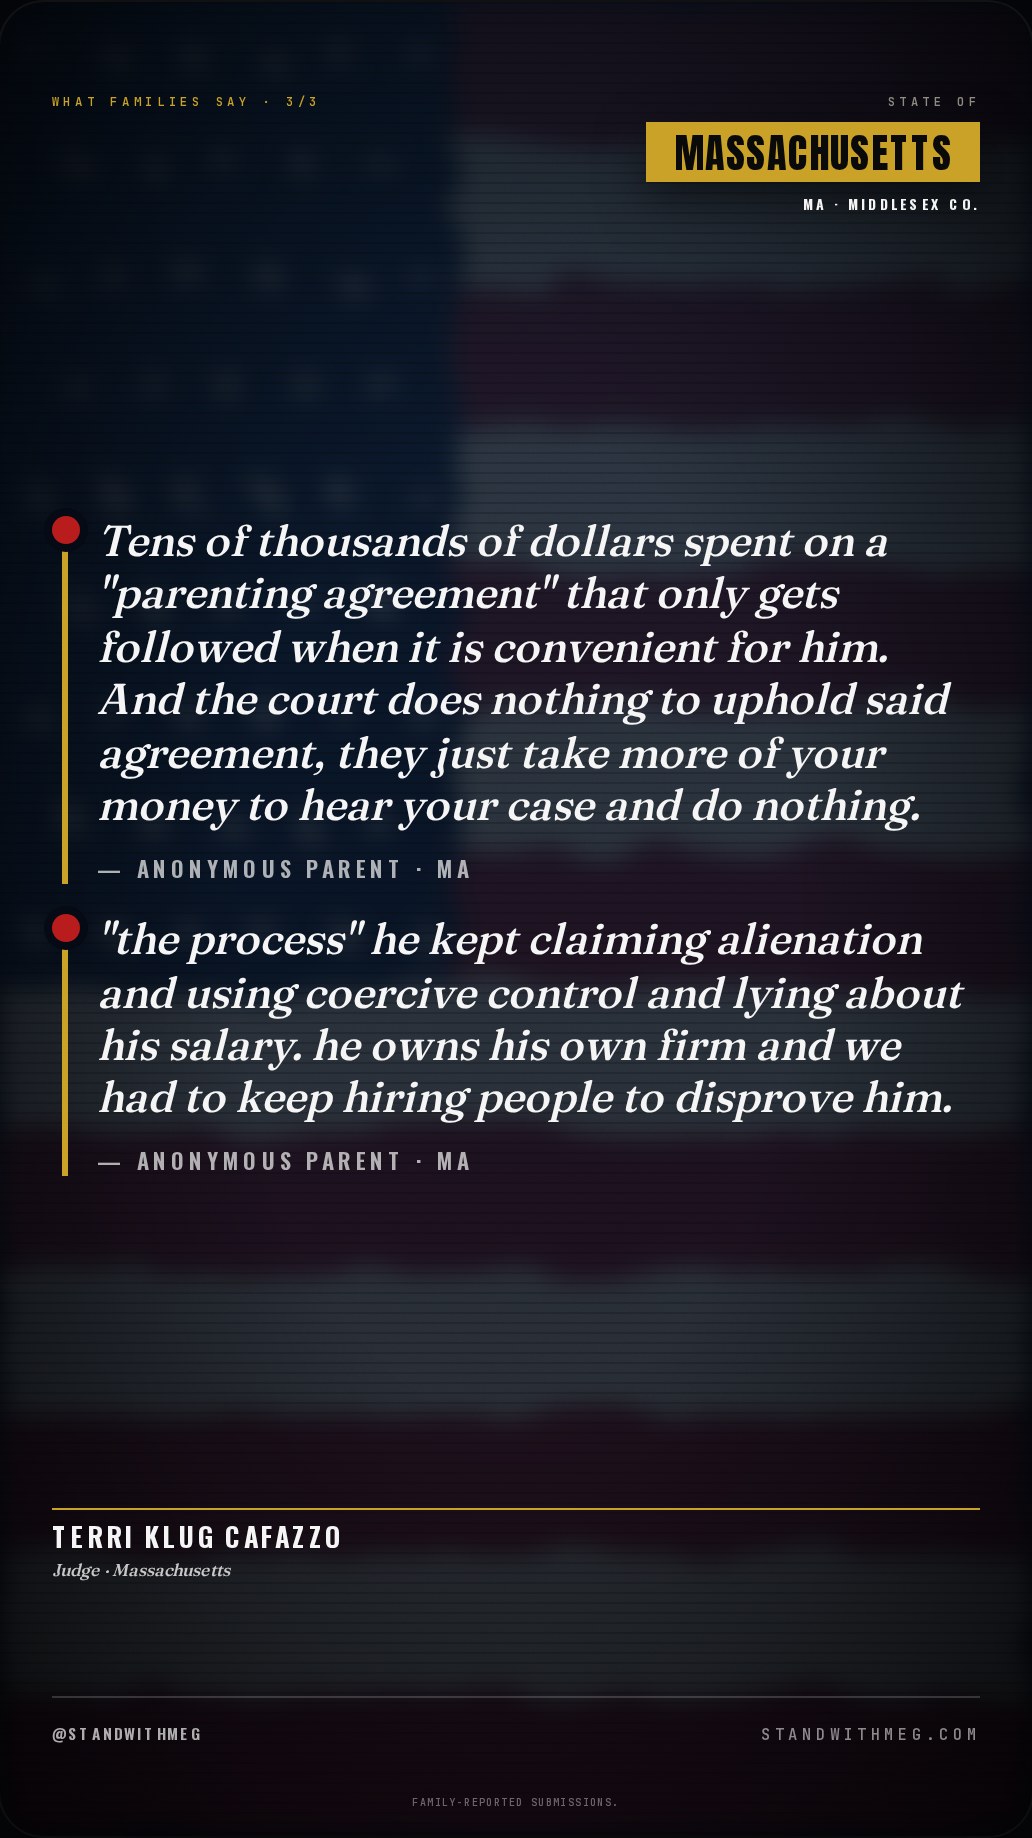 WHAT FAMILIES SAY · 3/3
STATE OF
MASSACHUSETTS
MA · MIDDLESEX CO.
Tens of thousands of dollars spent on a
"parenting agreement" that only gets
followed when it is convenient for him.
And the court does nothing to uphold said
agreement, they just take more of your
money to hear your case and do nothing.
— ANONYMOUS PARENT · MA
"the process" he kept claiming alienation
and using coercive control and lying about
his salary. he owns his own firm and we
had to keep hiring people to disprove him.
— ANONYMOUS PARENT · MA
TERRI KLUG CAFAZZO
Judge · Massachusetts
@STANDWITHMEG
STANDWITHMEG.COM
FAMILY-REPORTED SUBMISSIONS.